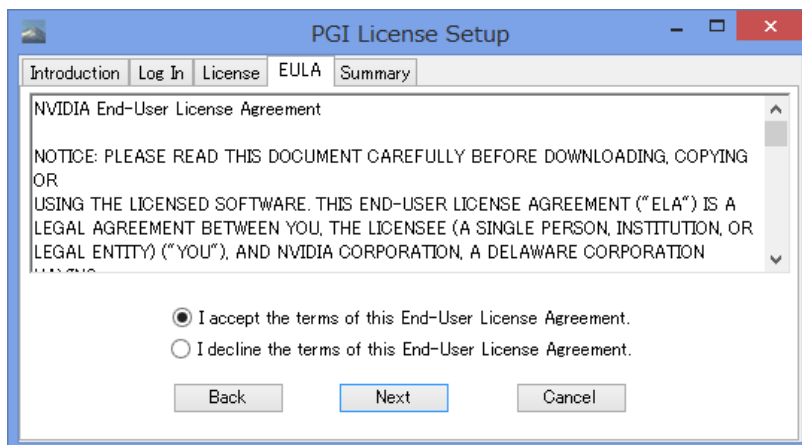 PGI License Setup
Introduction Log In License EULA Summary
NVIDIA End-User License Agreement
NOTICE: PLEASE READ THIS DOCUMENT CAREFULLY BEFORE DOWNLOADING, COPYING
OR
USING THE LICENSED SOFTWARE. THIS END-USER LICENSE AGREEMENT ("ELA") IS A
LEGAL AGREEMENT BETWEEN YOU, THE LICENSEE (A SINGLE PERSON, INSTITUTION, OR
LEGAL ENTITY) ("YOU"), AND NVIDIA CORPORATION, A DELAWARE CORPORATION
I accept the terms of this End-User License Agreement.
I decline the terms of this End-User License Agreement.
Back Next Cancel